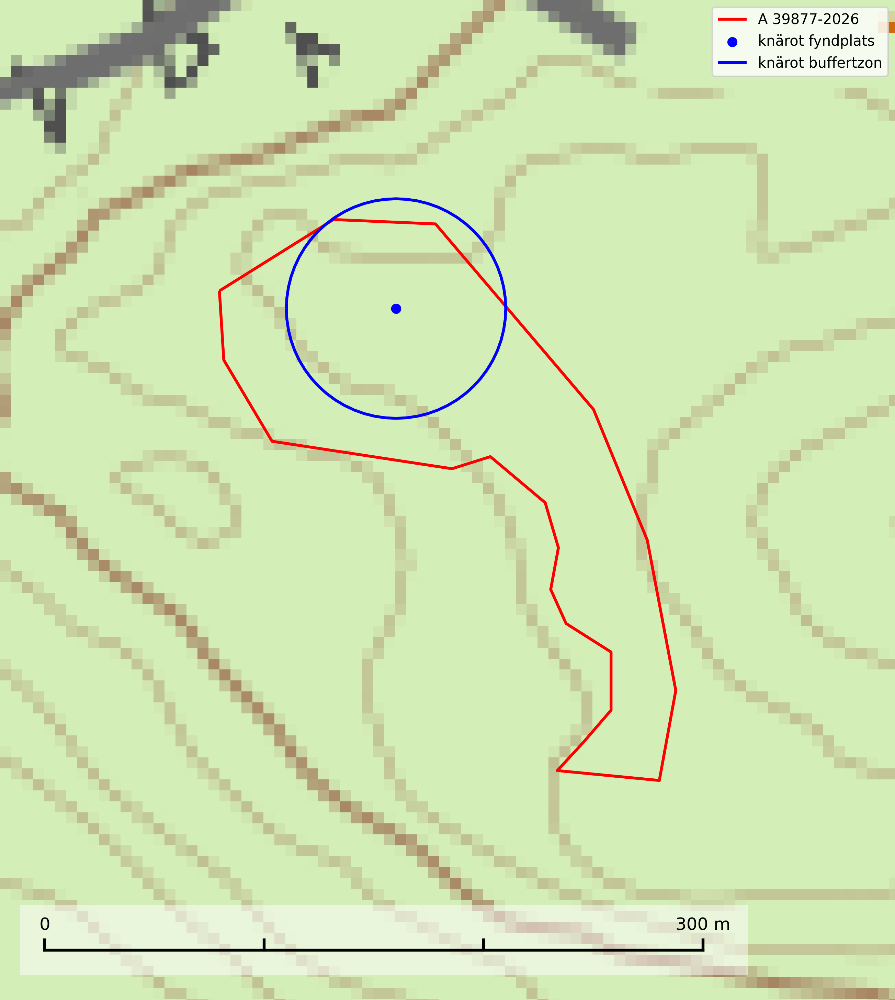 A 39877-2026
knärot fyndplats
knärot buffertzon
0 300 m